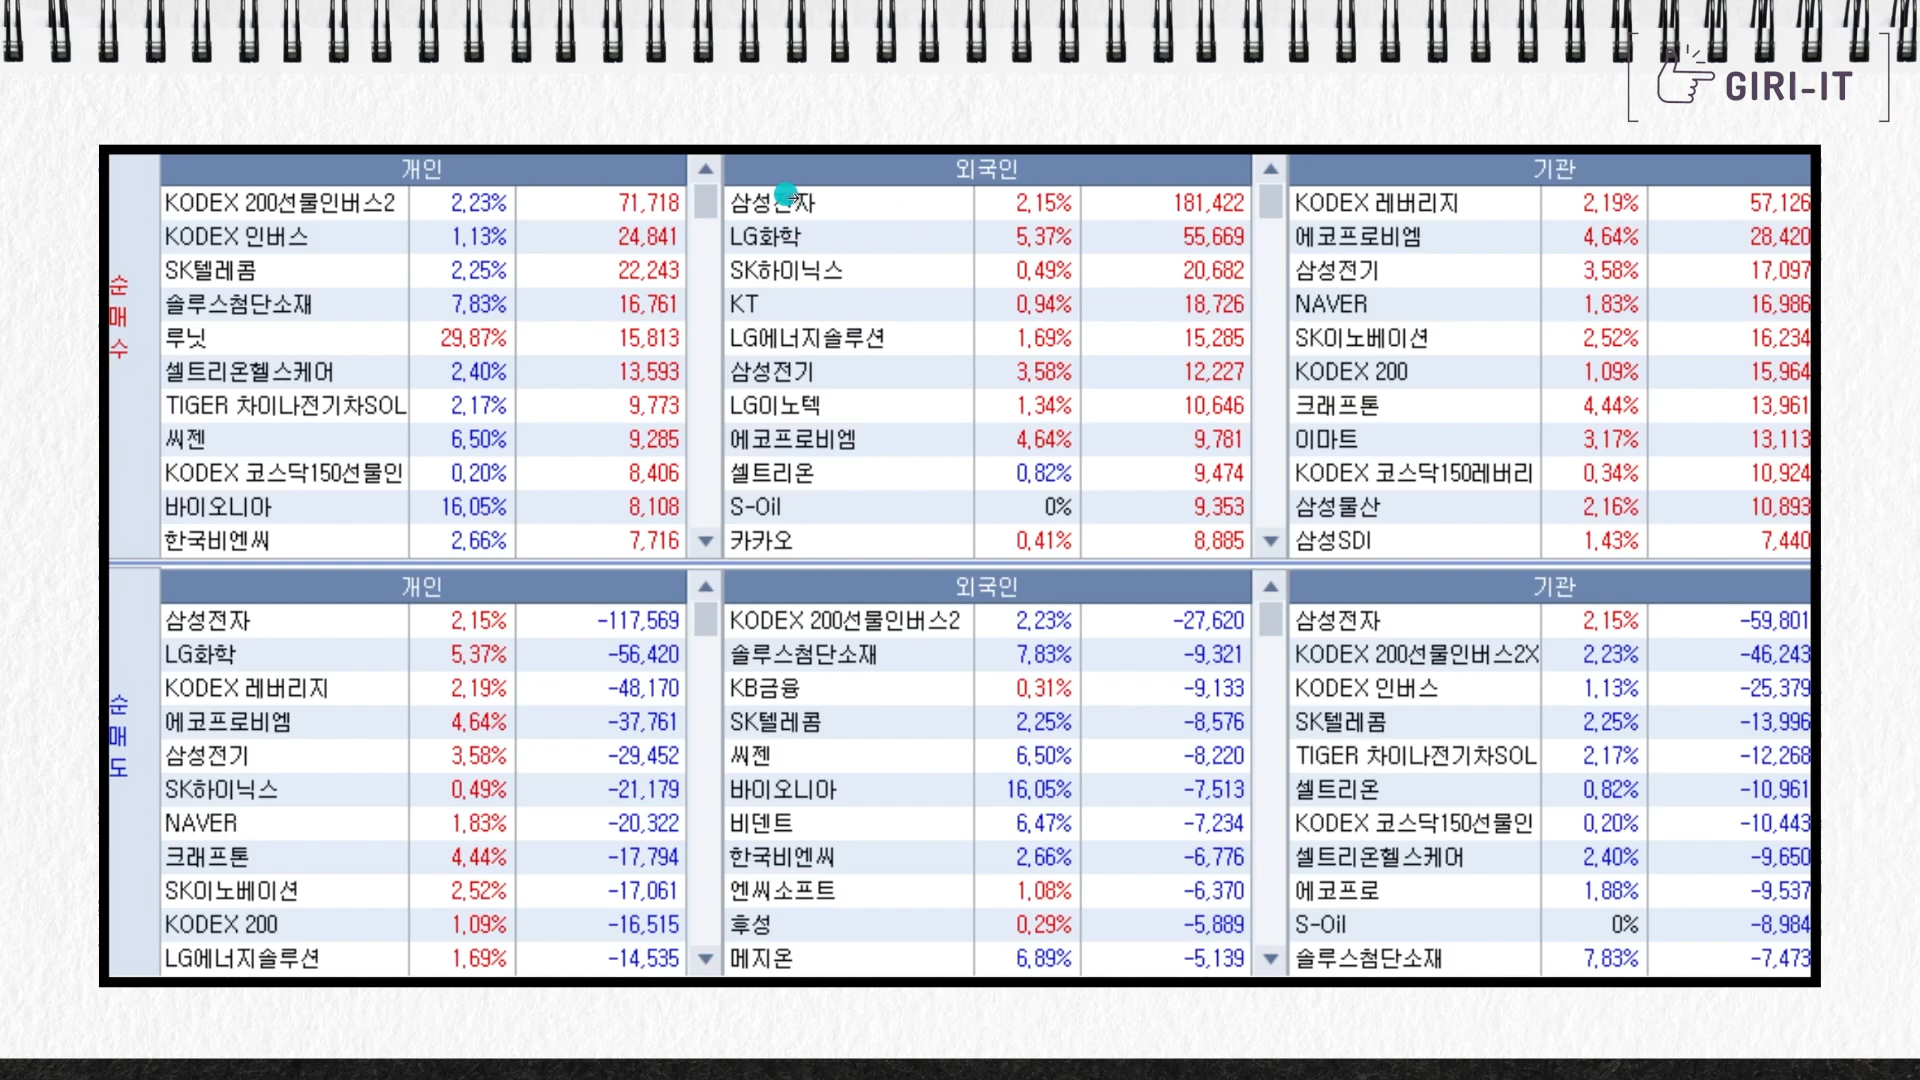 GIRI-IT
순매수
개인 외국인 기관
KODEX 200선물인버스2 2,23% 71,718 삼성전자 2,15% 181,422 KODEX 레버리지 2,19% 57,126
KODEX 인버스 1,13% 24,841 LG화학 5,37% 55,669 에코프로비엠 4,64% 28,420
SK텔레콤 2,25% 22,243 SK하이닉스 0,49% 20,682 삼성전기 3,58% 17,097
솔루스첨단소재 7,83% 16,761 KT 0,94% 18,726 NAVER 1,83% 16,986
루닛 29,87% 15,813 LG에너지솔루션 1,69% 15,285 SK이노베이션 2,52% 16,234
셀트리온헬스케어 2,40% 13,593 삼성전기 3,58% 12,227 KODEX 200 1,09% 15,964
TIGER 차이나전기차SOL 2,17% 9,773 LG이노텍 1,34% 10,646 크래프톤 4,44% 13,961
씨젠 6,50% 9,285 에코프로비엠 4,64% 9,781 이마트 3,17% 13,113
KODEX 코스닥150선물인 0,20% 8,406 셀트리온 0,82% 9,474 KODEX 코스닥150레버리 0,34% 10,924
바이오니아 16,05% 8,108 S-Oil 0% 9,353 삼성물산 2,16% 10,893
한국비엔씨 2,66% 7,716 카카오 0,41% 8,885 삼성SDI 1,43% 7,440
순매도
개인 외국인 기관
삼성전자 2,15% -117,569 KODEX 200선물인버스2 2,23% -27,620 삼성전자 2,15% -59,801
LG화학 5,37% -56,420 솔루스첨단소재 7,83% -9,321 KODEX 200선물인버스2X 2,23% -46,243
KODEX 레버리지 2,19% -48,170 KB금융 0,31% -9,133 KODEX 인버스 1,13% -25,379
에코프로비엠 4,64% -37,761 SK텔레콤 2,25% -8,576 SK텔레콤 2,25% -13,996
삼성전기 3,58% -29,452 씨젠 6,50% -8,220 TIGER 차이나전기차SOL 2,17% -12,268
SK하이닉스 0,49% -21,179 바이오니아 16,05% -7,513 셀트리온 0,82% -10,961
NAVER 1,83% -20,322 비덴트 6,47% -7,234 KODEX 코스닥150선물인 0,20% -10,443
크래프톤 4,44% -17,794 한국비엔씨 2,66% -6,776 셀트리온헬스케어 2,40% -9,650
SK이노베이션 2,52% -17,061 엔씨소프트 1,08% -6,370 에코프로 1,88% -9,537
KODEX 200 1,09% -16,515 후성 0,29% -5,889 S-Oil 0% -8,984
LG에너지솔루션 1,69% -14,535 메지온 6,89% -5,139 솔루스첨단소재 7,83% -7,473